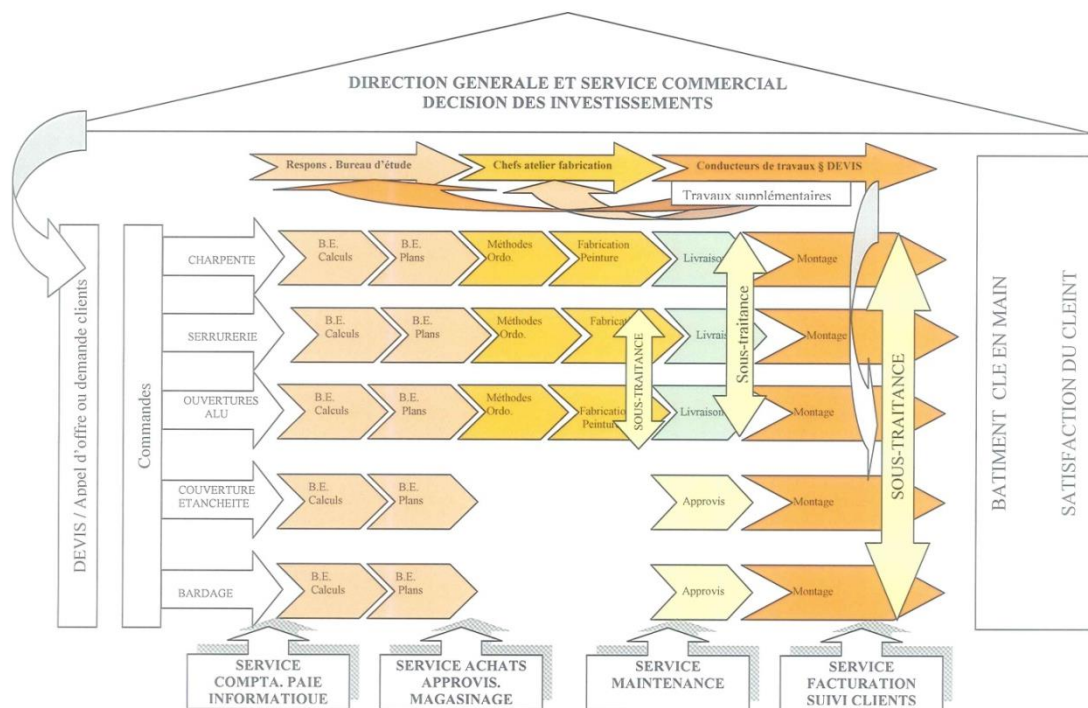 DIRECTION GENERALE ET SERVICE COMMERCIAL
DECISION DES INVESTISSEMENTS
Respons . Bureau d'étude
Chefs atelier fabrication
Conducteurs de travaux § DEVIS
Travaux supplémentaires
DEVIS / Appel d'offre ou demande clients
Commandes
CHARPENTE
B.E.
Calculs
B.E.
Plans
Méthodes
Ordo.
Fabrication
Peinture
Livraison
Montage
SERRURERIE
B.E.
Calculs
B.E.
Plans
Méthodes
Ordo.
Montage
OUVERTURES
ALU
B.E.
Calculs
B.E.
Plans
Méthodes
Ordo.
Fabrication
Peinture
Livraison
Montage
SOUS-TRAITANCE
Sous-traitance
SOUS-TRAITANCE
COUVERTURE
ETANCHEITE
B.E.
Calculs
B.E.
Plans
Approvis
Montage
BARDAGE
B.E.
Calculs
B.E.
Plans
Approvis
Montage
BATIMENT CLE EN MAIN
SATISFACTION DU CLEINT
SERVICE
COMPTA. PAIE
INFORMATIQUE
SERVICE ACHATS
APPROVIS.
MAGASINAGE
SERVICE
MAINTENANCE
SERVICE
FACTURATION
SUIVI CLIENTS